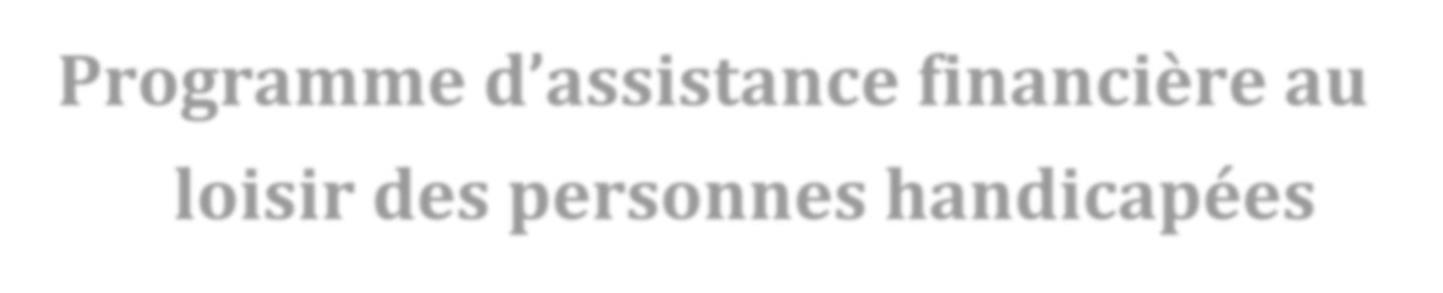 Programme d’assistance financière au
loisir des personnes handicapées